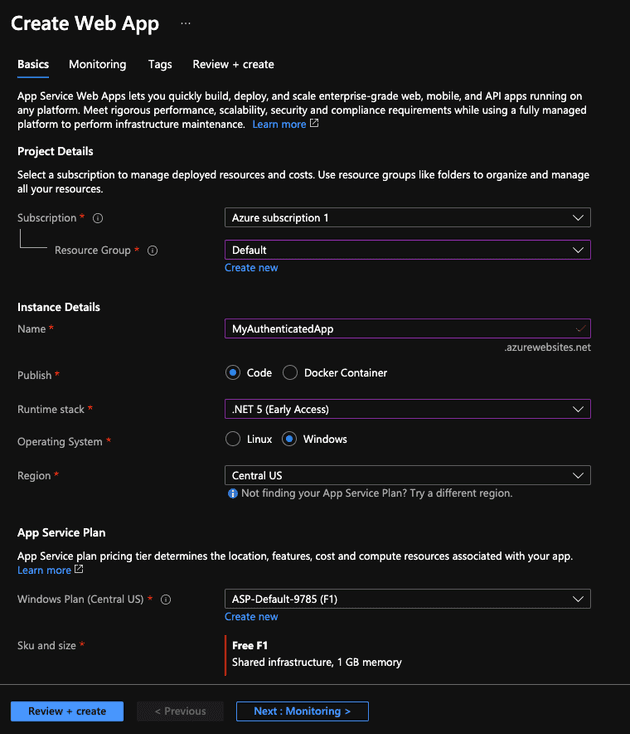 Create Web App ...
Basics Monitoring Tags Review + create
App Service Web Apps lets you quickly build, deploy, and scale enterprise-grade web, mobile, and API apps running on
any platform. Meet rigorous performance, scalability, security and compliance requirements while using a fully managed
platform to perform infrastructure maintenance. Learn more
Project Details
Select a subscription to manage deployed resources and costs. Use resource groups like folders to organize and manage
all your resources.
Subscription * Azure subscription 1
Resource Group * Default
Create new
Instance Details
Name * MyAuthenticatedApp
.azurewebsites.net
Publish * Code Docker Container
Runtime stack * .NET 5 (Early Access)
Operating System * Linux Windows
Region * Central US
Not finding your App Service Plan? Try a different region.
App Service Plan
App Service plan pricing tier determines the location, features, cost and compute resources associated with your app.
Learn more
Windows Plan (Central US) * ASP-Default-9785 (F1)
Create new
Sku and size * Free F1
Shared infrastructure, 1 GB memory
Review + create < Previous Next : Monitoring >